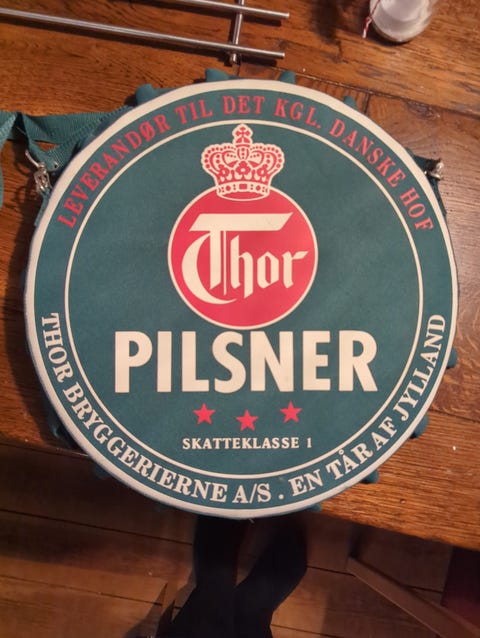 LEVERANDØR TIL DET KGL. DANSKE HOF
Thor
PILSNER
SKATTEKLASSE 1
THOR BRYGGERIERNE A/S . EN TÅR AF JYLLAND